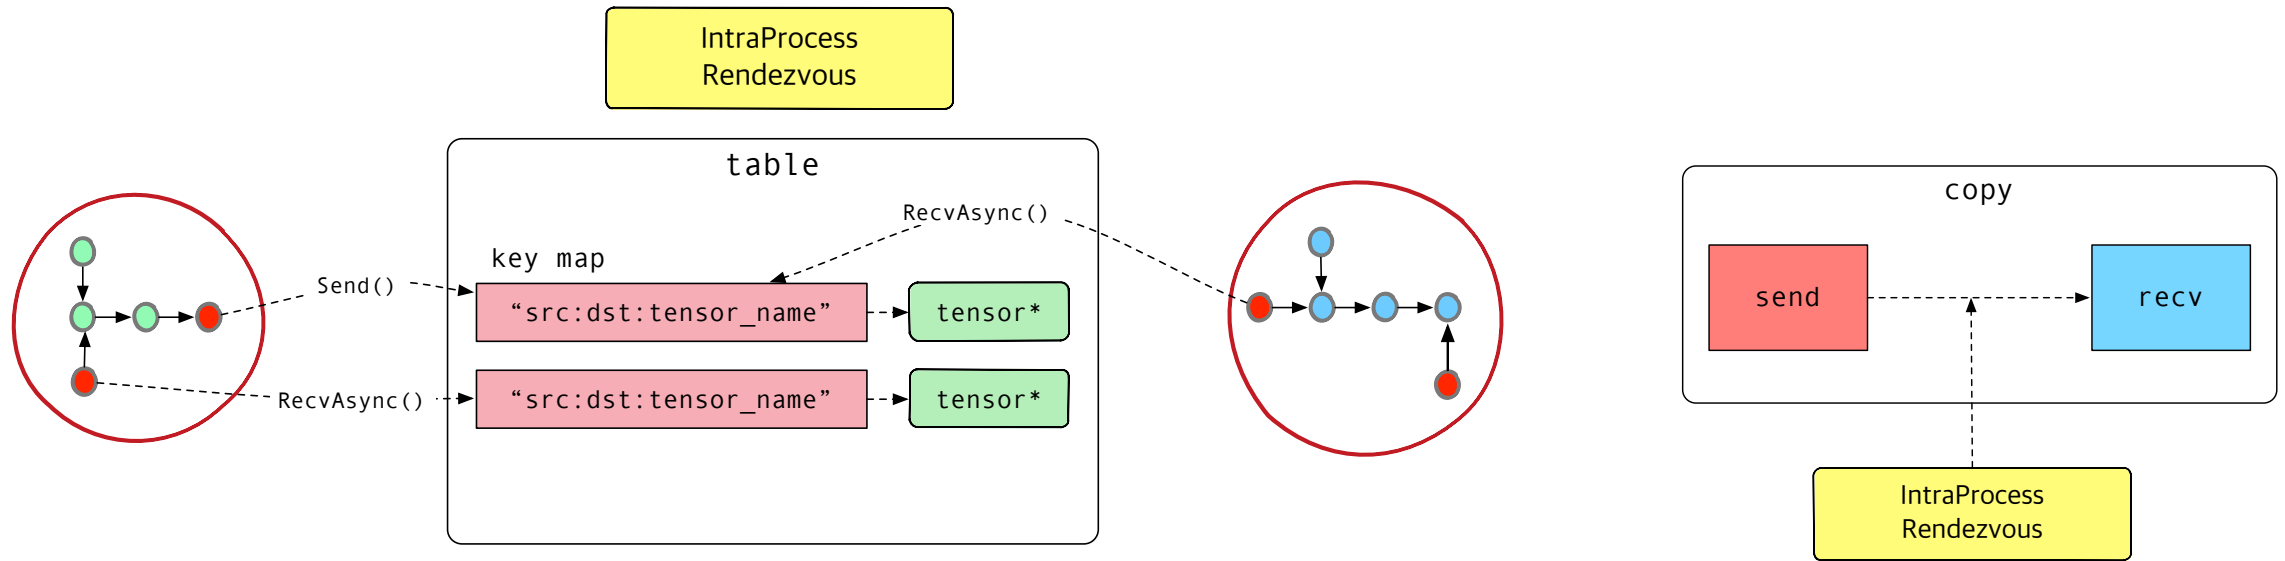 IntraProcess
Rendezvous
table
RecvAsync()
key map
Send()
“src:dst:tensor_name”
tensor*
RecvAsync()
“src:dst:tensor_name”
tensor*
copy
send
recv
IntraProcess
Rendezvous